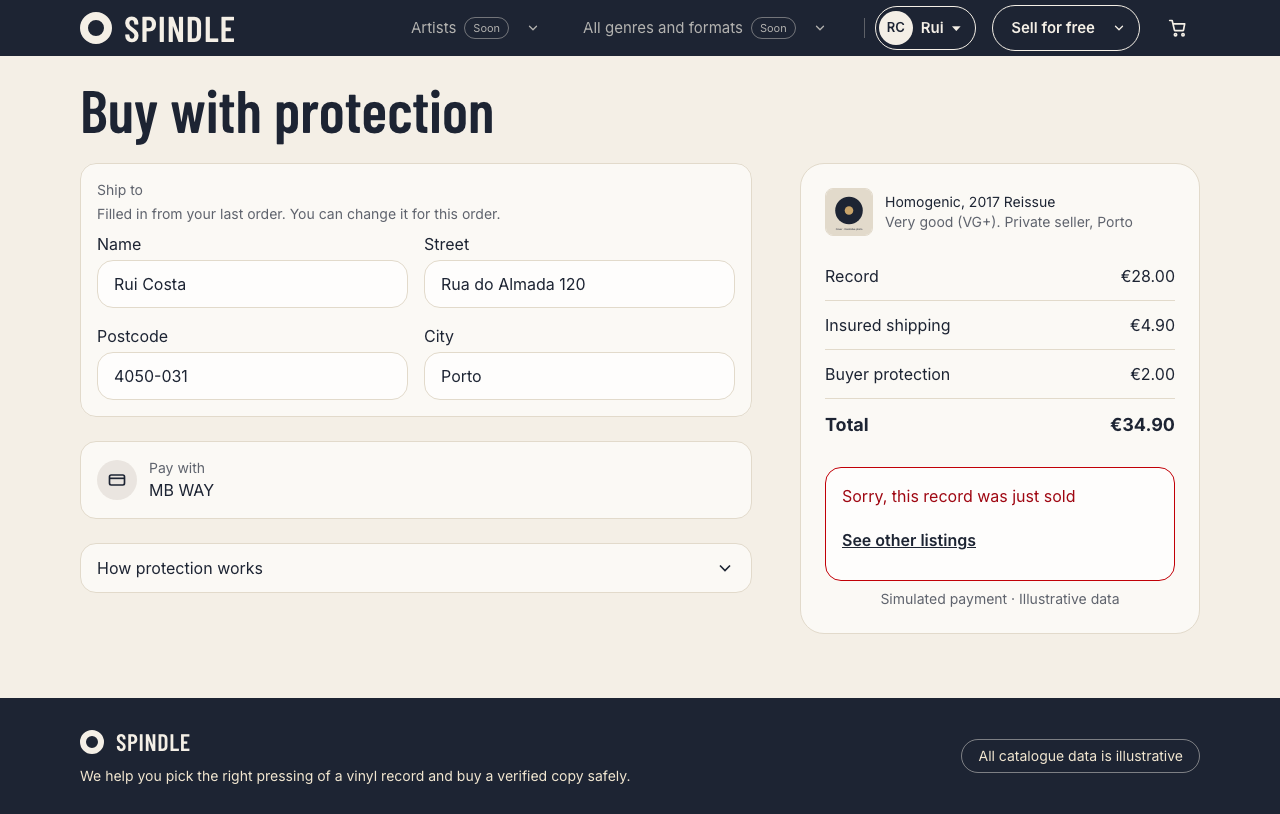 SPINDLE
Artists Soon
All genres and formats Soon
RC Rui
Sell for free
Buy with protection
Ship to
Filled in from your last order. You can change it for this order.
Name
Rui Costa
Street
Rua do Almada 120
Postcode
4050-031
City
Porto
Pay with
MB WAY
How protection works
Homogenic, 2017 Reissue
Very good (VG+). Private seller, Porto
Record €28.00
Insured shipping €4.90
Buyer protection €2.00
Total €34.90
Sorry, this record was just sold
See other listings
Simulated payment · Illustrative data
SPINDLE
We help you pick the right pressing of a vinyl record and buy a verified copy safely.
All catalogue data is illustrative